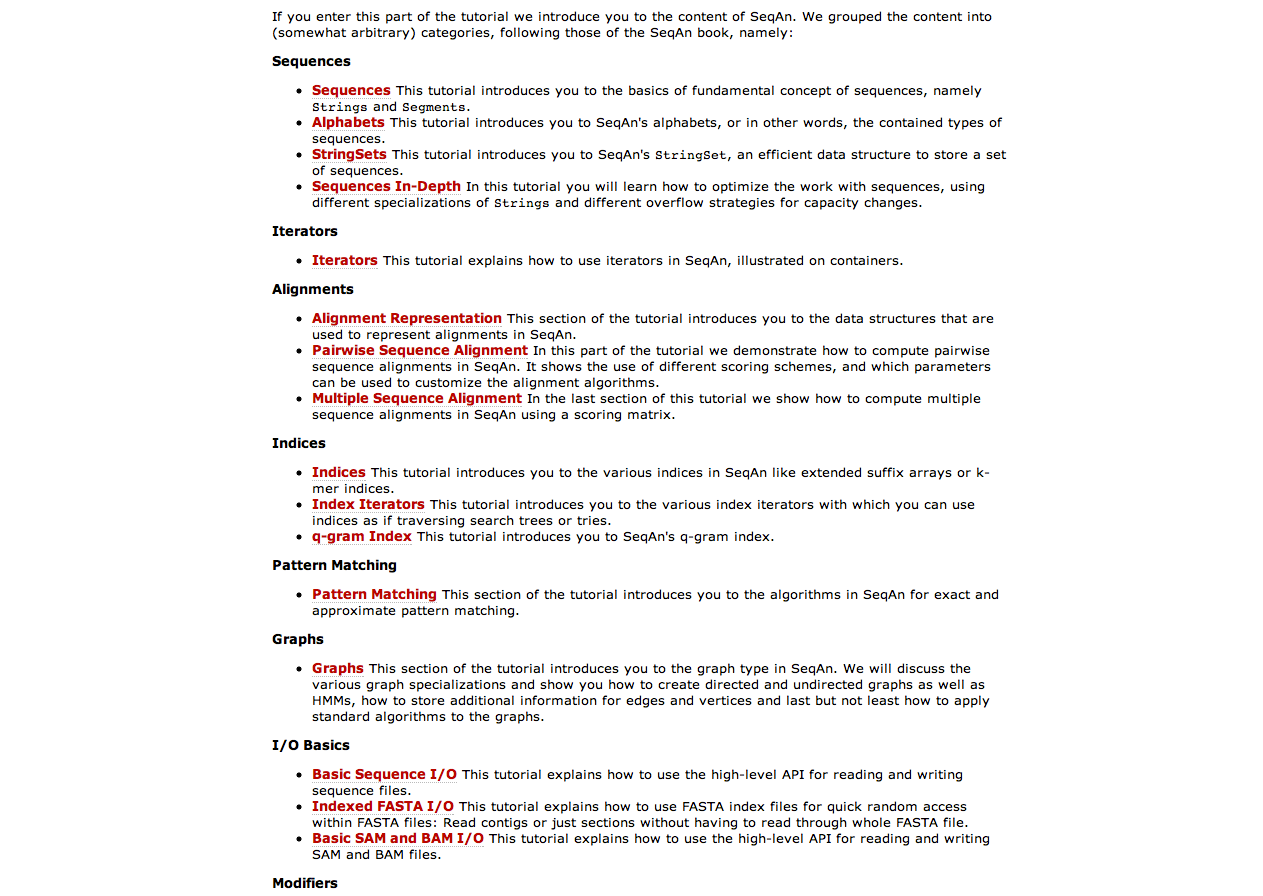 If you enter this part of the tutorial we introduce you to the content of SeqAn. We grouped the content into
(somewhat arbitrary) categories, following those of the SeqAn book, namely:
Sequences
• Sequences This tutorial introduces you to the basics of fundamental concept of sequences, namely
Strings and Segments.
• Alphabets This tutorial introduces you to SeqAn's alphabets, or in other words, the contained types of
sequences.
• StringSets This tutorial introduces you to SeqAn's StringSet, an efficient data structure to store a set
of sequences.
• Sequences In-Depth In this tutorial you will learn how to optimize the work with sequences, using
different specializations of Strings and different overflow strategies for capacity changes.
Iterators
• Iterators This tutorial explains how to use iterators in SeqAn, illustrated on containers.
Alignments
• Alignment Representation This section of the tutorial introduces you to the data structures that are
used to represent alignments in SeqAn.
• Pairwise Sequence Alignment In this part of the tutorial we demonstrate how to compute pairwise
sequence alignments in SeqAn. It shows the use of different scoring schemes, and which parameters
can be used to customize the alignment algorithms.
• Multiple Sequence Alignment In the last section of this tutorial we show how to compute multiple
sequence alignments in SeqAn using a scoring matrix.
Indices
• Indices This tutorial introduces you to the various indices in SeqAn like extended suffix arrays or k-
mer indices.
• Index Iterators This tutorial introduces you to the various index iterators with which you can use
indices as if traversing search trees or tries.
• q-gram Index This tutorial introduces you to SeqAn's q-gram index.
Pattern Matching
• Pattern Matching This section of the tutorial introduces you to the algorithms in SeqAn for exact and
approximate pattern matching.
Graphs
• Graphs This section of the tutorial introduces you to the graph type in SeqAn. We will discuss the
various graph specializations and show you how to create directed and undirected graphs as well as
HMMs, how to store additional information for edges and vertices and last but not least how to apply
standard algorithms to the graphs.
I/O Basics
• Basic Sequence I/O This tutorial explains how to use the high-level API for reading and writing
sequence files.
• Indexed FASTA I/O This tutorial explains how to use FASTA index files for quick random access
within FASTA files: Read contigs or just sections without having to read through whole FASTA file.
• Basic SAM and BAM I/O This tutorial explains how to use the high-level API for reading and writing
SAM and BAM files.
Modifiers